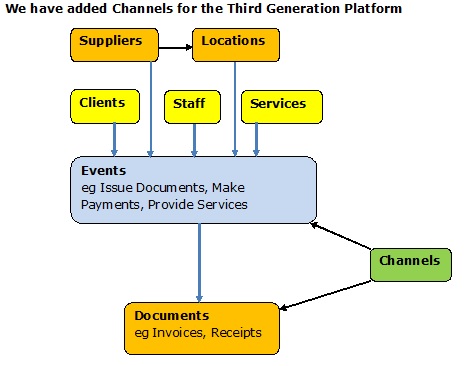 We have added Channels for the Third Generation Platform
Suppliers
Locations
Clients
Staff
Services
Events
eg Issue Documents, Make
Payments, Provide Services
Channels
Documents
eg Invoices, Receipts